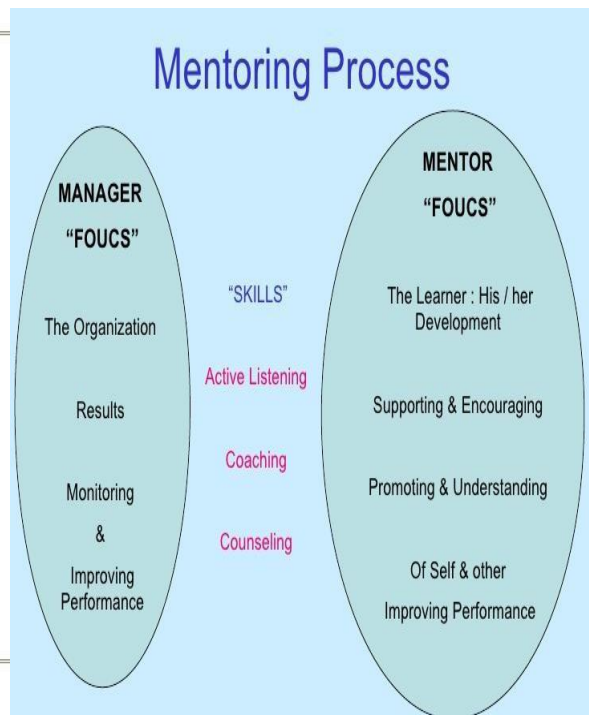 Mentoring Process
MANAGER
“FOUCS”
The Organization
Results
Monitoring
&
Improving
Performance
“SKILLS”
Active Listening
Coaching
Counseling
MENTOR
“FOUCS”
The Learner : His / her
Development
Supporting & Encouraging
Promoting & Understanding
Of Self & other
Improving Performance